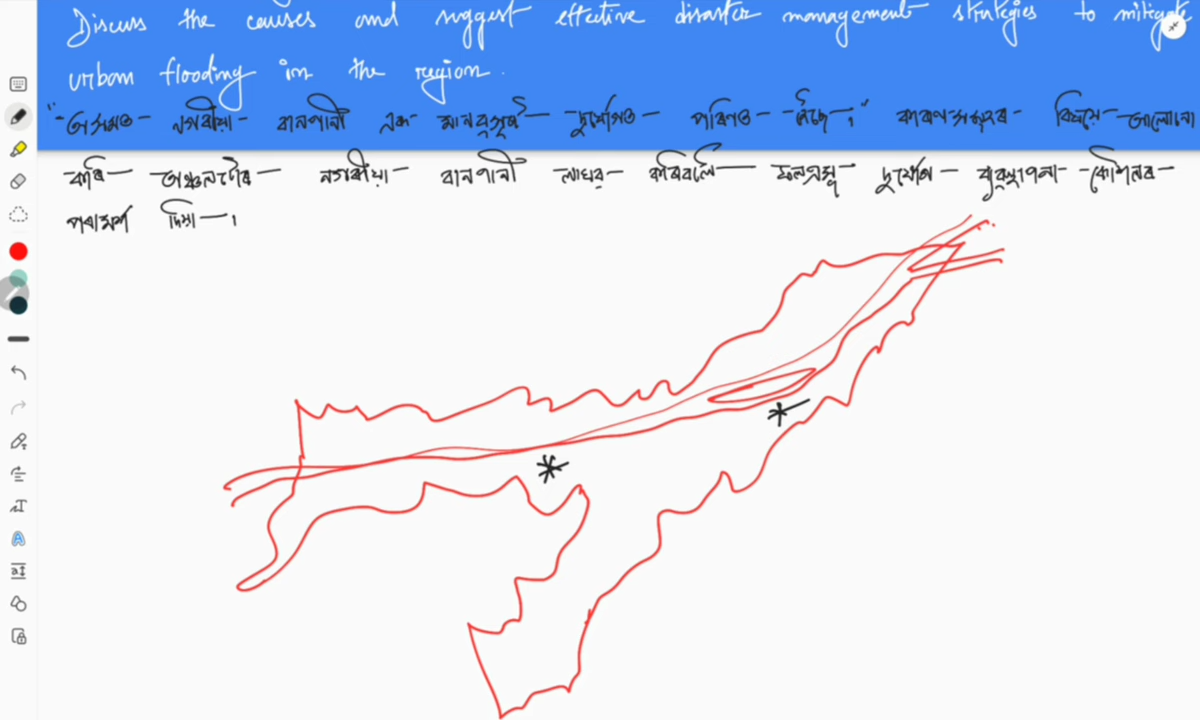 Discuss the causes and suggest effective disaster management strategies to mitigate
urban flooding in the region.
"অসমত নগৰীয়া বানপানী এক মানৱসৃষ্ট দুৰ্যোগত পৰিণত হৈছে।" কাৰণসমূহৰ বিষয়ে আলোচনা
কৰি অঞ্চলটোৰ নগৰীয়া বানপানী লাঘৱ কৰিবলৈ ফলপ্ৰসূ দুৰ্যোগ ব্যৱস্থাপনা কৌশলৰ
পৰামৰ্শ দিয়া।